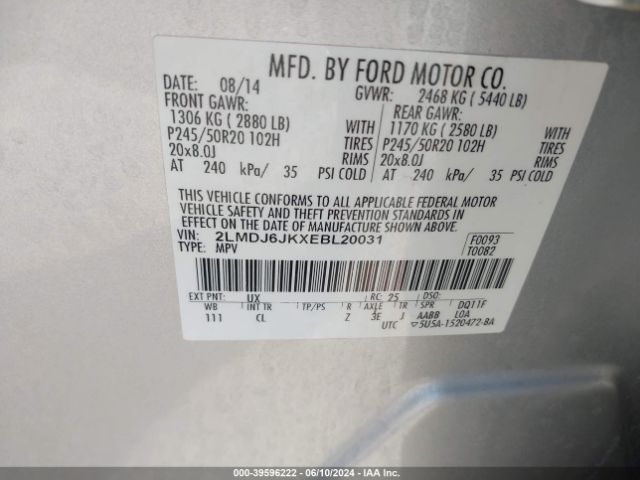 MFD. BY FORD MOTOR CO.
DATE: 08/14 GVWR: 2468 KG ( 5440 LB)
FRONT GAWR: REAR GAWR:
1306 KG ( 2880 LB) WITH 1170 KG ( 2580 LB) WITH
P245/50R20 102H TIRES P245/50R20 102H TIRES
20x8.0J RIMS 20x8.0J RIMS
AT 240 kPa/ 35 PSI COLD AT 240 kPa/ 35 PSI COLD
THIS VEHICLE CONFORMS TO ALL APPLICABLE FEDERAL MOTOR
VEHICLE SAFETY AND THEFT PREVENTION STANDARDS IN
EFFECT ON THE DATE OF MANUFACTURE SHOWN ABOVE.
VIN: 2LMDJ6JKXEBL20031 F0093
TYPE: MPV T0082
EXT PNT: UX RC: 25 DSO:
WB INT TR TP/PS R AXLE TR SPR DQ11F
111 CL Z 3E J AABB LOA
UTC 5U5A-1520472-BA
000-39596222 - 06/10/2024 - IAA Inc.